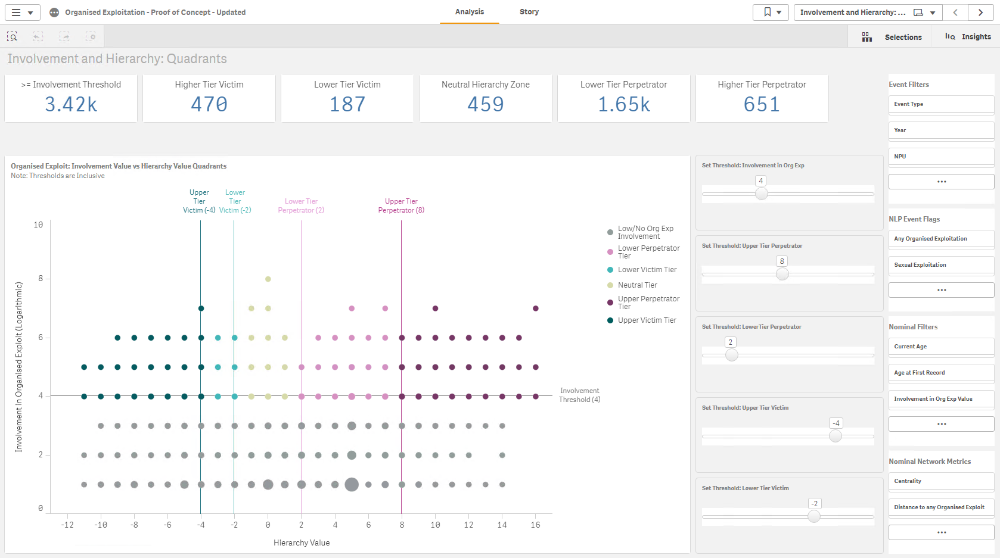 Organised Exploitation - Proof of Concept - Updated
Analysis
Story
Involvement and Hierarchy: ...
Selections
Insights
Involvement and Hierarchy: Quadrants
>= Involvement Threshold
3.42k
Higher Tier Victim
470
Lower Tier Victim
187
Neutral Hierarchy Zone
459
Lower Tier Perpetrator
1.65k
Higher Tier Perpetrator
651
Organised Exploit: Involvement Value vs Hierarchy Value Quadrants
Note: Thresholds are Inclusive
Upper
Tier
Victim (-4)
Lower
Tier
Victim (-2)
Lower Tier
Perpetrator (2)
Upper Tier
Perpetrator (8)
Involvement in Organised Exploit (Logarithmic)
10
8
6
4
2
0
-12 -10 -8 -6 -4 -2 0 2 4 6 8 10 12 14 16
Hierarchy Value
Involvement
Threshold (4)
Low/No Org Exp
Involvement
Lower Perpetrator
Tier
Lower Victim Tier
Neutral Tier
Upper Perpetrator
Tier
Upper Victim Tier
Set Threshold: Involvement in Org Exp
4
Set Threshold: Upper Tier Perpetrator
8
Set Threshold: LowerTier Perpetrator
2
Set Threshold: Upper Tier Victim
-4
Set Threshold: Lower Tier Victim
-2
Event Filters
Event Type
Year
NPU
...
NLP Event Flags
Any Organised Exploitation
Sexual Exploitation
...
Nominal Filters
Current Age
Age at First Record
Involvement in Org Exp Value
...
Nominal Network Metrics
Centrality
Distance to any Organised Exploit
...